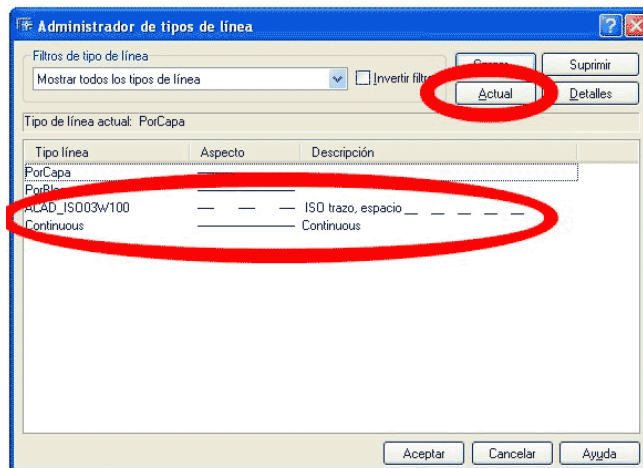 Administrador de tipos de línea
Filtros de tipo de línea
Mostrar todos los tipos de línea
Invertir
Suprimir
Actual
Detalles
Tipo de línea actual: PorCapa
Tipo línea Aspecto Descripción
PorCapa
ACAD_ISO03W100 ISO trazo, espacio
Continuous Continuous
Aceptar Cancelar Ayuda